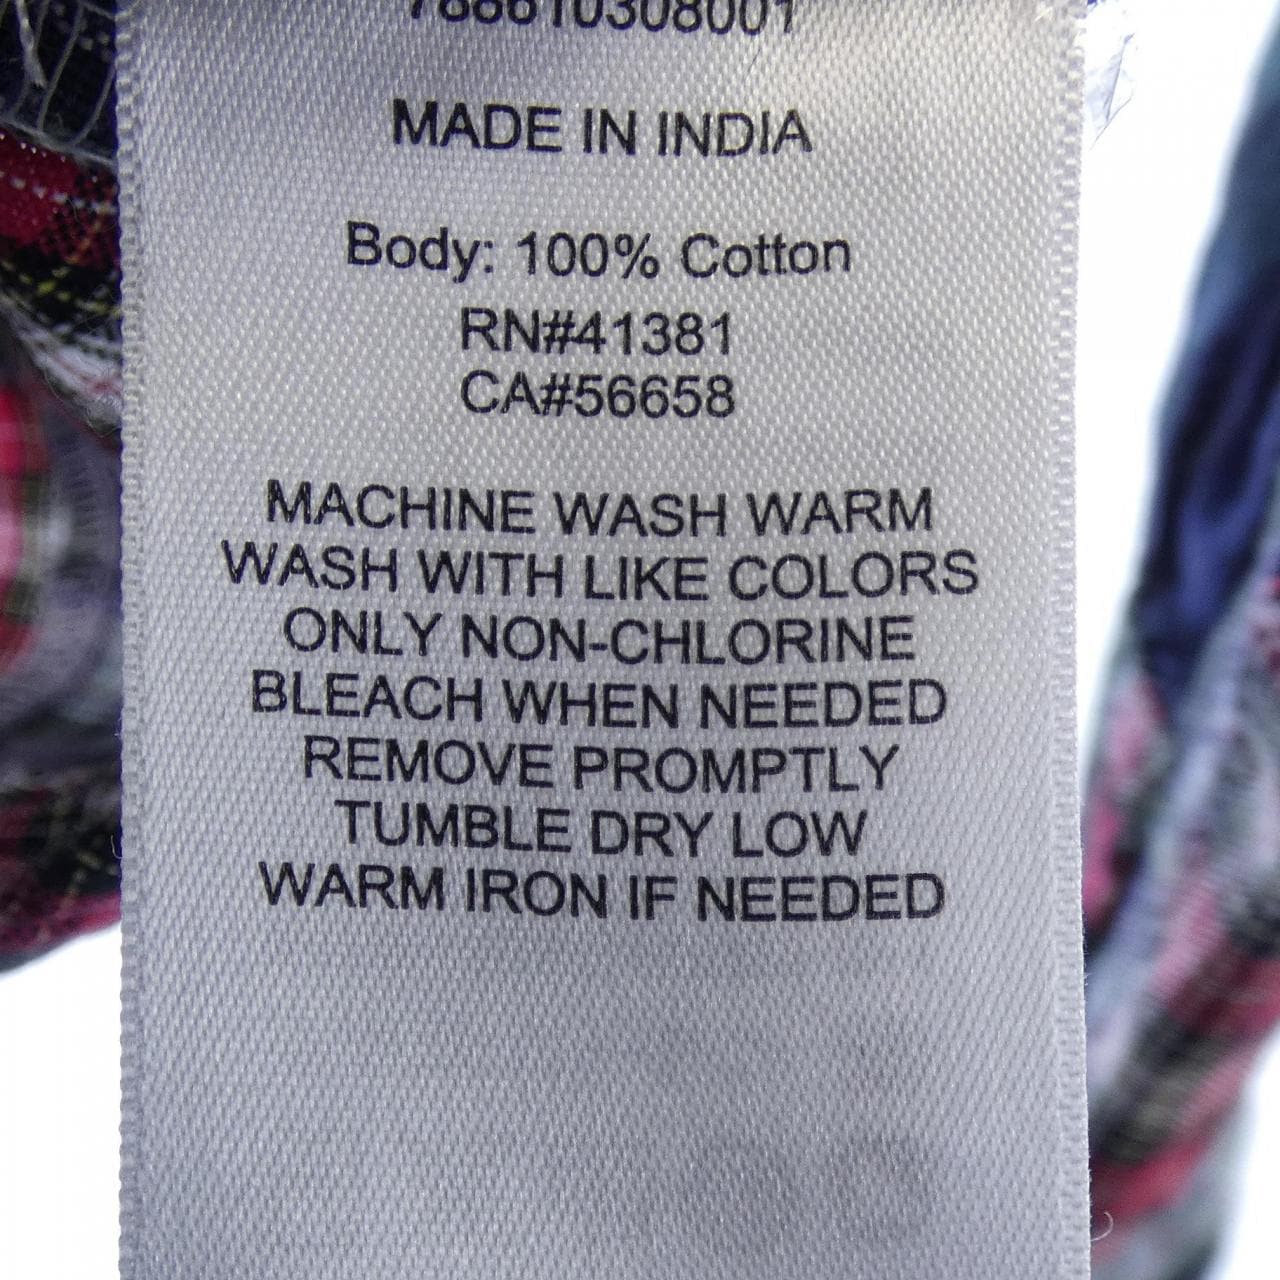 788610308001
MADE IN INDIA
Body: 100% Cotton
RN#41381
CA#56658
MACHINE WASH WARM
WASH WITH LIKE COLORS
ONLY NON-CHLORINE
BLEACH WHEN NEEDED
REMOVE PROMPTLY
TUMBLE DRY LOW
WARM IRON IF NEEDED